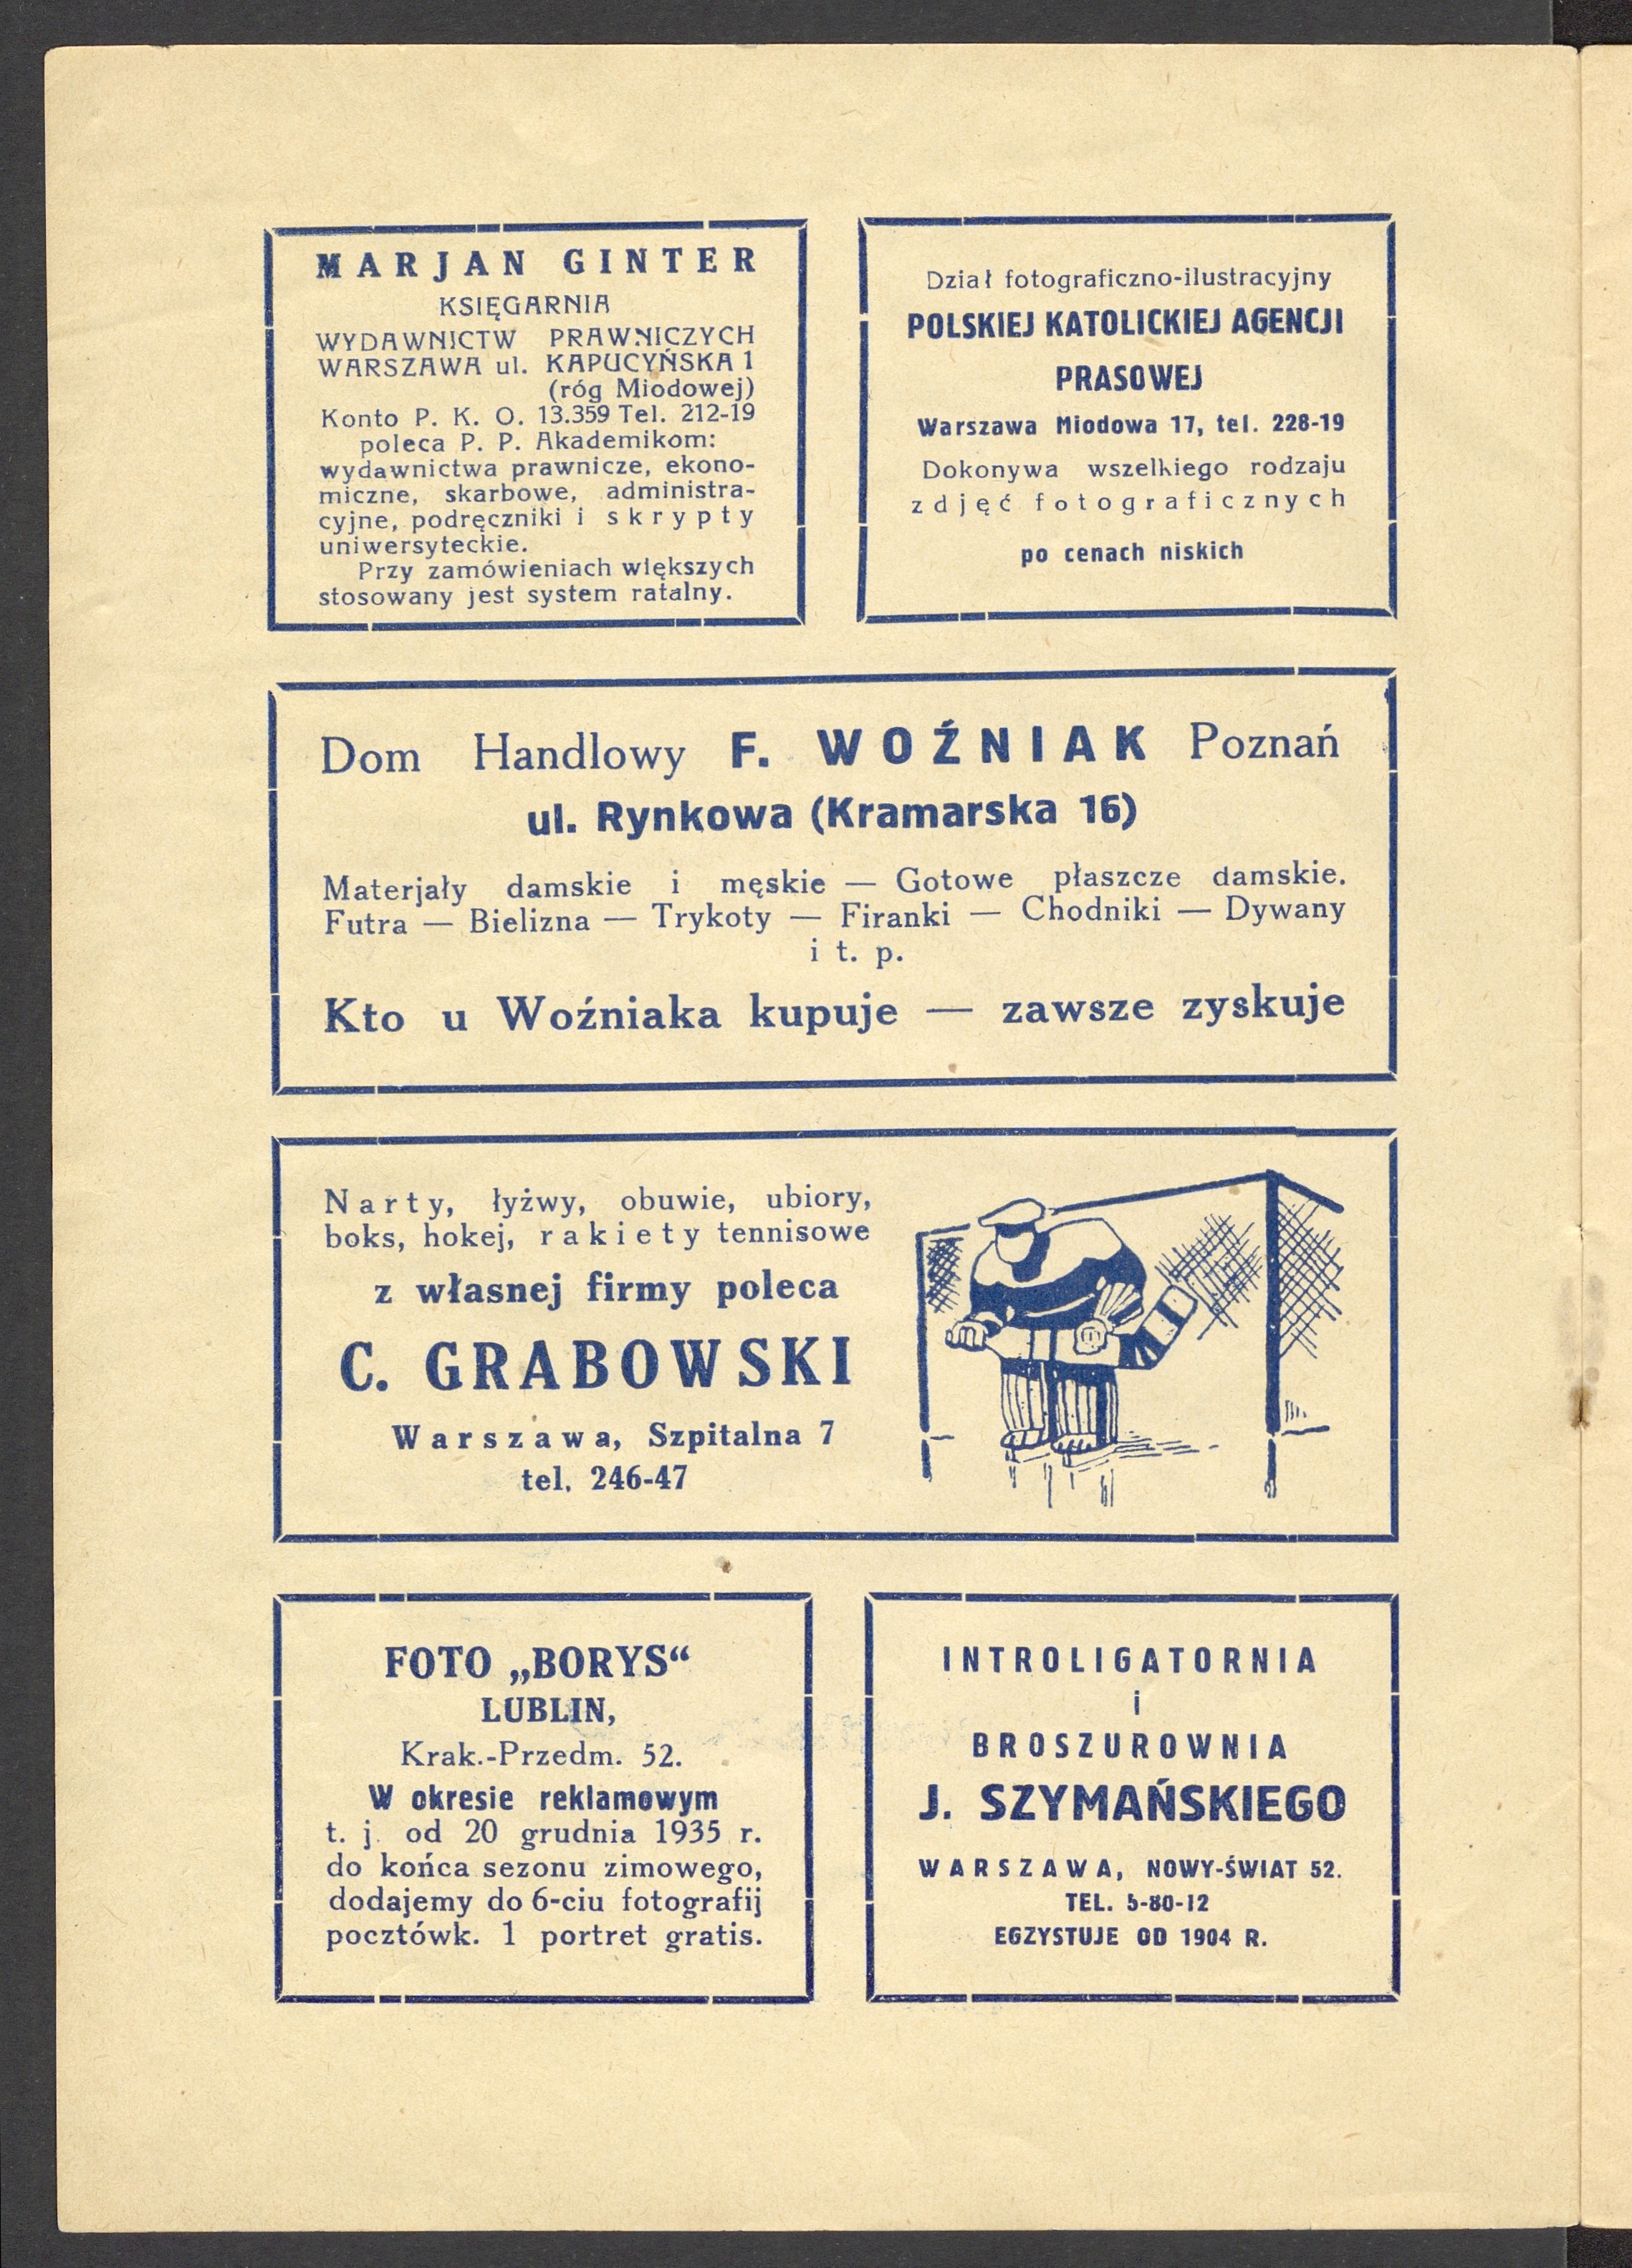 MARJAN GINTER
KSIĘGARNIA
WYDAWNICTW PRAWNICZYCH
WARSZAWA ul. KAPUCYŃSKA 1
(róg Miodowej)
Konto P. K. O. 13.359 Tel. 212-19
poleca P. P. Akademikom:
wydawnictwa prawnicze, ekono-
miczne, skarbowe, administra-
cyjne, podręczniki i skrypty
uniwersyteckie.
Przy zamówieniach większych
stosowany jest system ratalny.
Dział fotograficzno-ilustracyjny
POLSKIEJ KATOLICKIEJ AGENCJI
PRASOWEJ
Warszawa Miodowa 17, tel. 228-19
Dokonywa wszelkiego rodzaju
zdjęć fotograficznych
po cenach niskich
Dom Handlowy F. WOŹNIAK Poznań
ul. Rynkowa (Kramarska 16)
Materjały damskie i męskie — Gotowe płaszcze damskie.
Futra — Bielizna — Trykoty — Firanki — Chodniki — Dywany
i t. p.
Kto u Woźniaka kupuje — zawsze zyskuje
Narty, łyżwy, obuwie, ubiory,
boks, hokej, rakiety tennisowe
z własnej firmy poleca
C. GRABOWSKI
Warszawa, Szpitalna 7
tel. 246-47
FOTO „BORYS“
LUBLIN,
Krak.-Przedm. 52.
W okresie reklamowym
t. j. od 20 grudnia 1935 r.
do końca sezonu zimowego,
dodajemy do 6-ciu fotografij
pocztówk. 1 portret gratis.
INTROLIGATORNIA
i
BROSZUROWNIA
J. SZYMAŃSKIEGO
WARSZAWA, NOWY-ŚWIAT 52.
TEL. 5-80-12
EGZYSTUJE OD 1904 R.